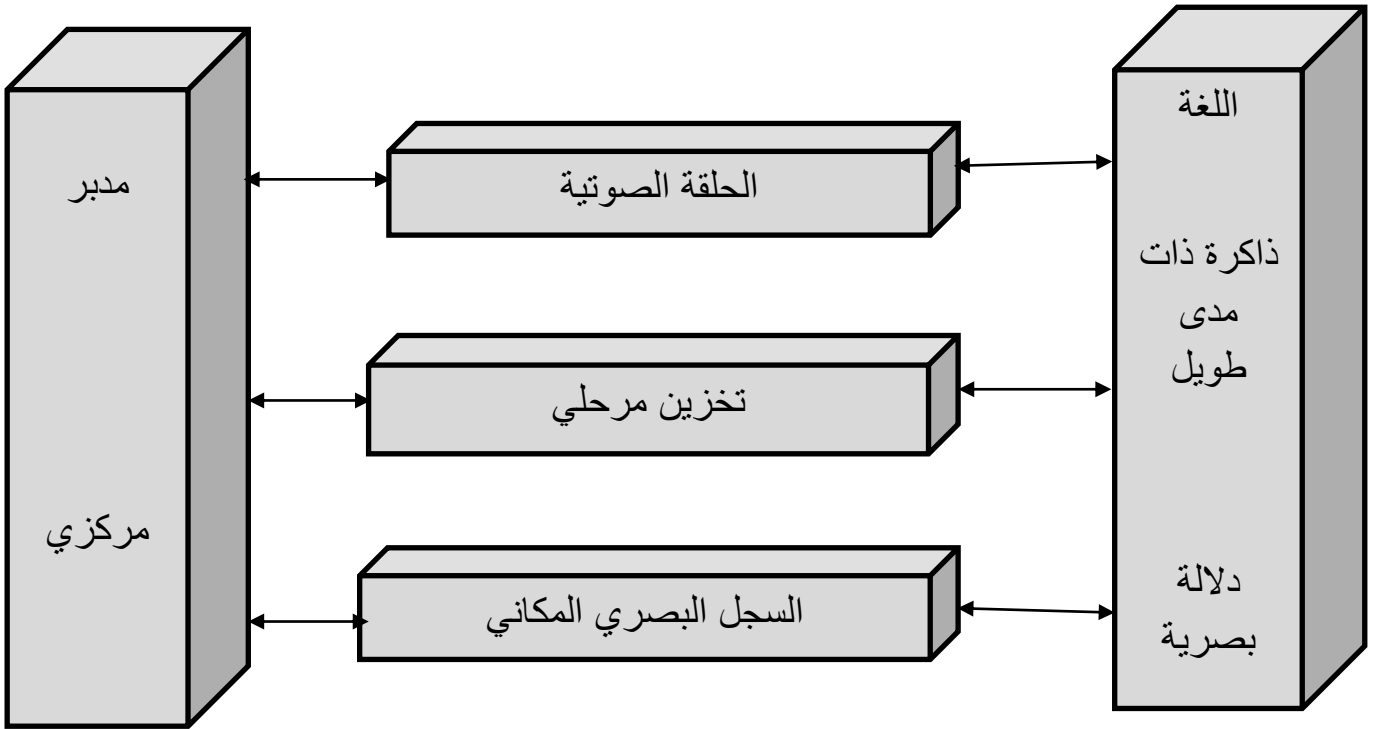 اللغة
ذاكرة ذات
مدى
طويل
دلالة
بصرية
الحلقة الصوتية
تخزين مرحلي
السجل البصري المكاني
مدبر
مركزي